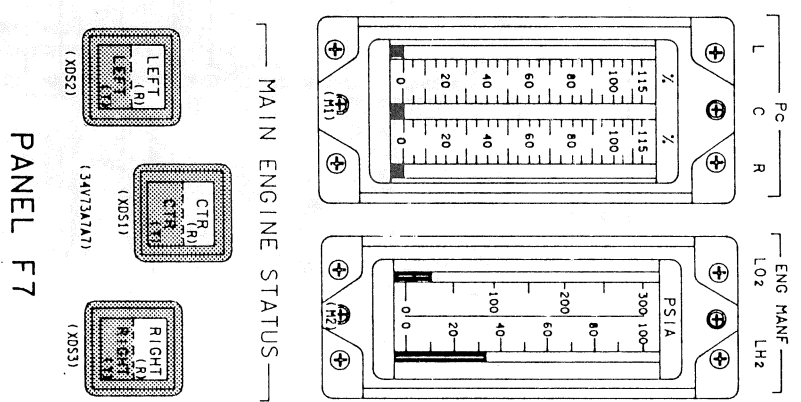 Pc
L C R
% %
115 115
100 100
80 80
60 60
40 40
20 20
0 0
(M1)
ENG MANF
LO2 LH2
PSIA
300 100
80
200
60
40
100
20
0 0
(M2)
MAIN ENGINE STATUS
LEFT
(R)
LEFT
(T)
(XDS2)
CTR
(R)
CTR
(T)
(XDS1)
(34V73A7A7)
RIGHT
(R)
RIGHT
(T)
(XDS3)
PANEL F7